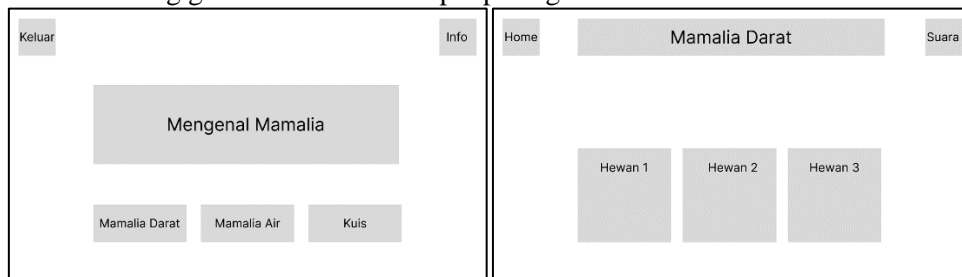 Keluar
Info
Mengenal Mamalia
Mamalia Darat
Mamalia Air
Kuis
Home
Mamalia Darat
Suara
Hewan 1
Hewan 2
Hewan 3